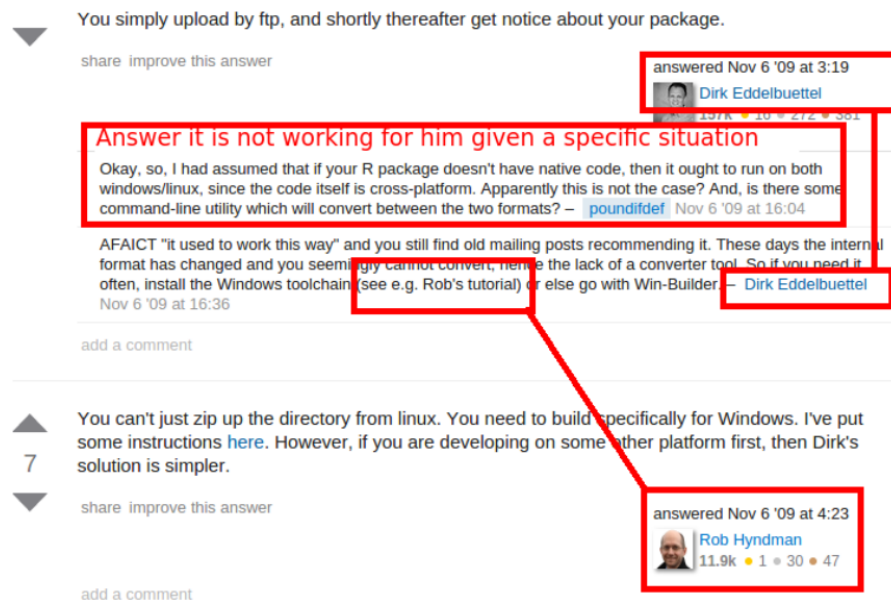 You simply upload by ftp, and shortly thereafter get notice about your package.
share improve this answer
answered Nov 6 '09 at 3:19
Dirk Eddelbuettel
157k 16 272 381
Answer it is not working for him given a specific situation
Okay, so, I had assumed that if your R package doesn't have native code, then it ought to run on both
windows/linux, since the code itself is cross-platform. Apparently this is not the case? And, is there some
command-line utility which will convert between the two formats? – poundifdef Nov 6 '09 at 16:04
AFAICT "it used to work this way" and you still find old mailing posts recommending it. These days the internal
format has changed and you seemingly cannot convert, hence the lack of a converter tool. So if you need it
often, install the Windows toolchain (see e.g. Rob's tutorial) or else go with Win-Builder. – Dirk Eddelbuettel
Nov 6 '09 at 16:36
add a comment
You can't just zip up the directory from linux. You need to build specifically for Windows. I've put
some instructions here. However, if you are developing on some other platform first, then Dirk's
7
solution is simpler.
share improve this answer
answered Nov 6 '09 at 4:23
Rob Hyndman
11.9k 1 30 47
add a comment